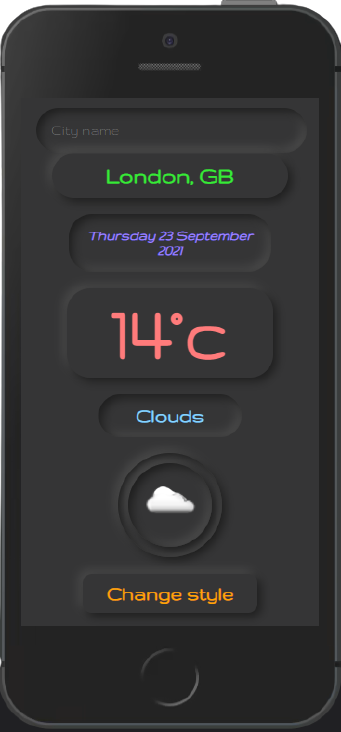 City name
London, GB
Thursday 23 September
2021
14°c
Clouds
Change style